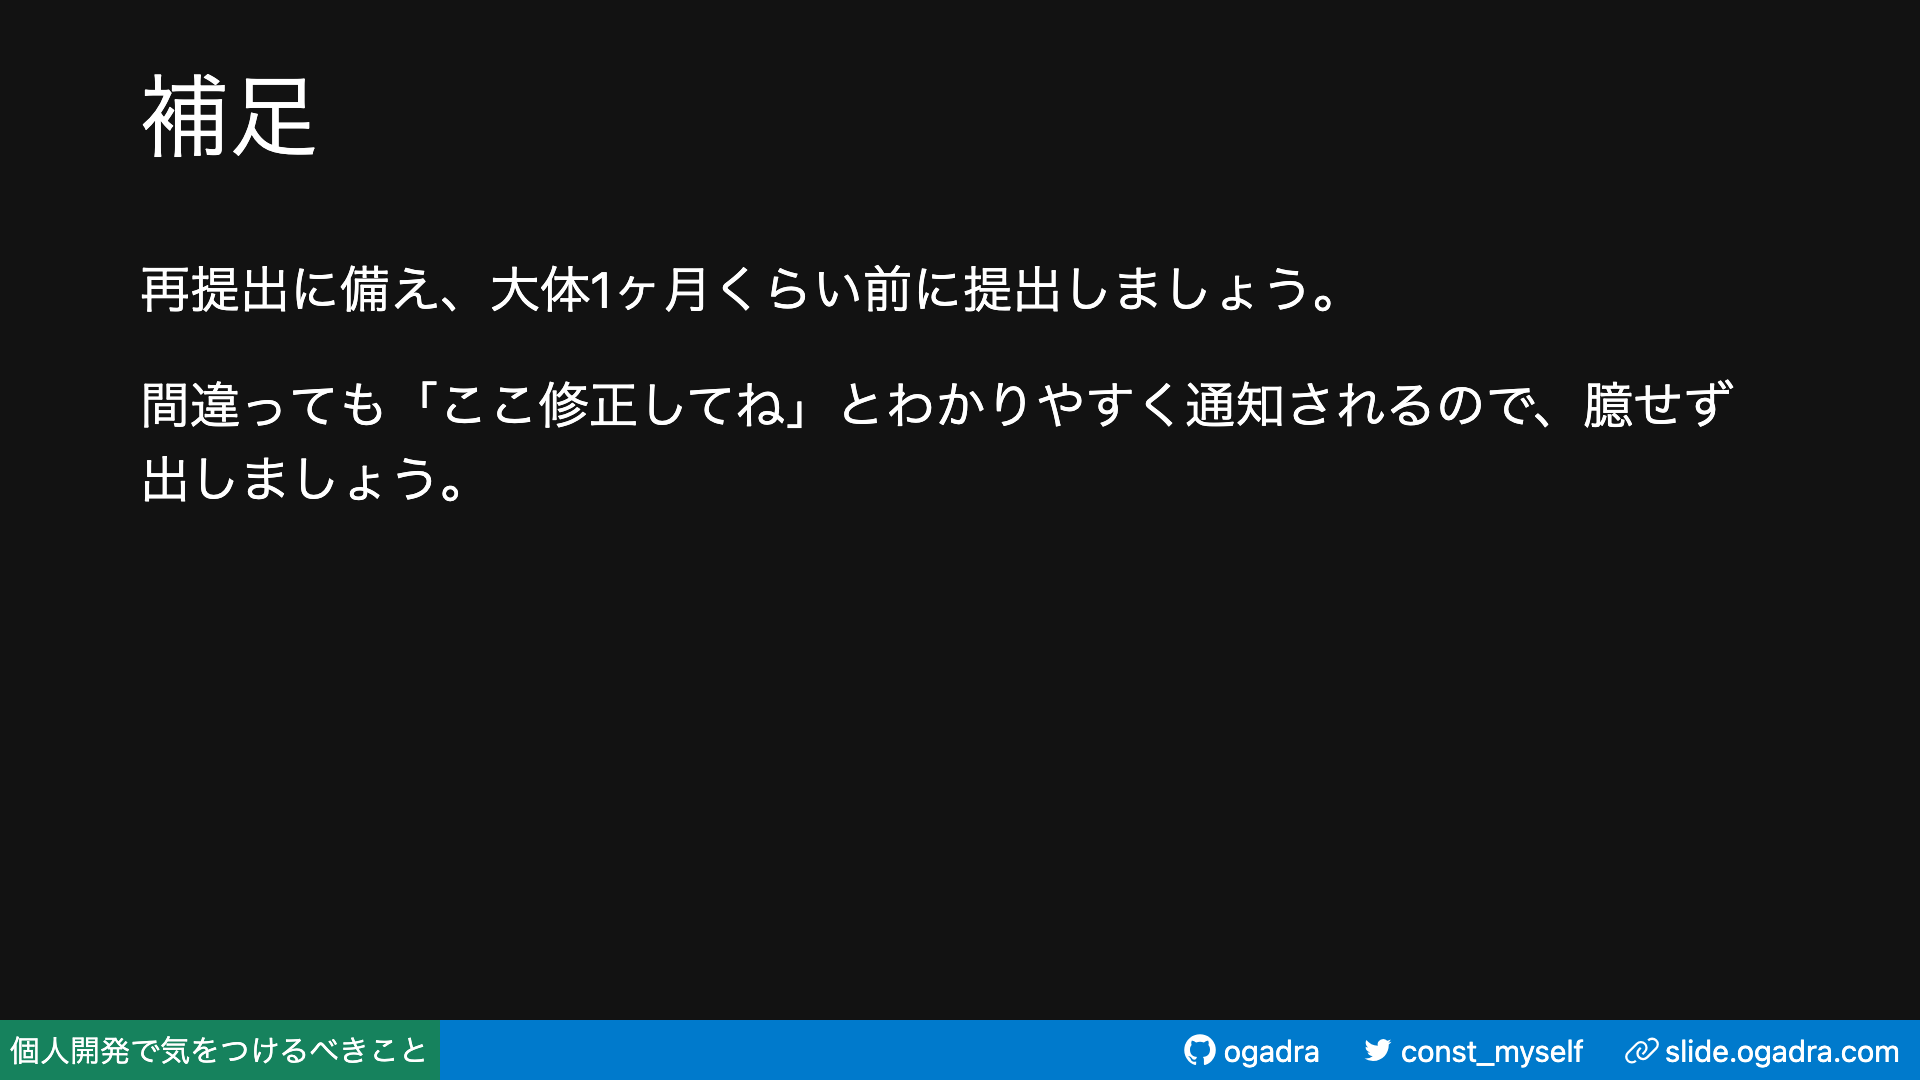 補足
再提出に備え、大体1ヶ月くらい前に提出しましょう。
間違っても「ここ修正してね」とわかりやすく通知されるので、臆せず
出しましょう。
個人開発で気をつけるべきこと
ogadra
const_myself
slide.ogadra.com